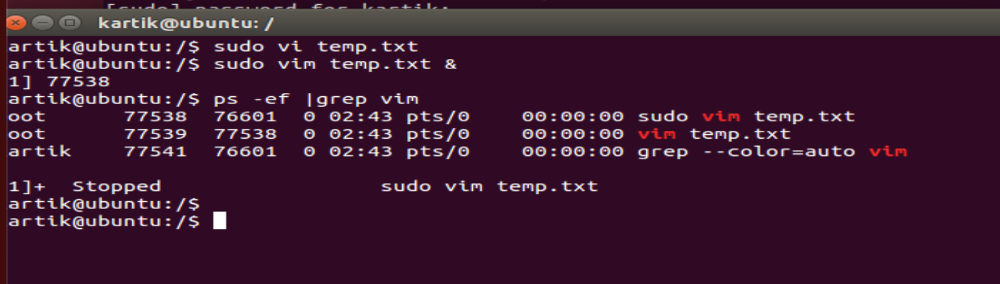 [sudo] password for kartik:
kartik@ubuntu: /
artik@ubuntu:/$ sudo vi temp.txt
artik@ubuntu:/$ sudo vim temp.txt &
1] 77538
artik@ubuntu:/$ ps -ef |grep vim
oot      77538  76601  0 02:43 pts/0    00:00:00 sudo vim temp.txt
oot      77539  77538  0 02:43 pts/0    00:00:00 vim temp.txt
artik    77541  76601  0 02:43 pts/0    00:00:00 grep --color=auto vim
1]+  Stopped                 sudo vim temp.txt
artik@ubuntu:/$
artik@ubuntu:/$